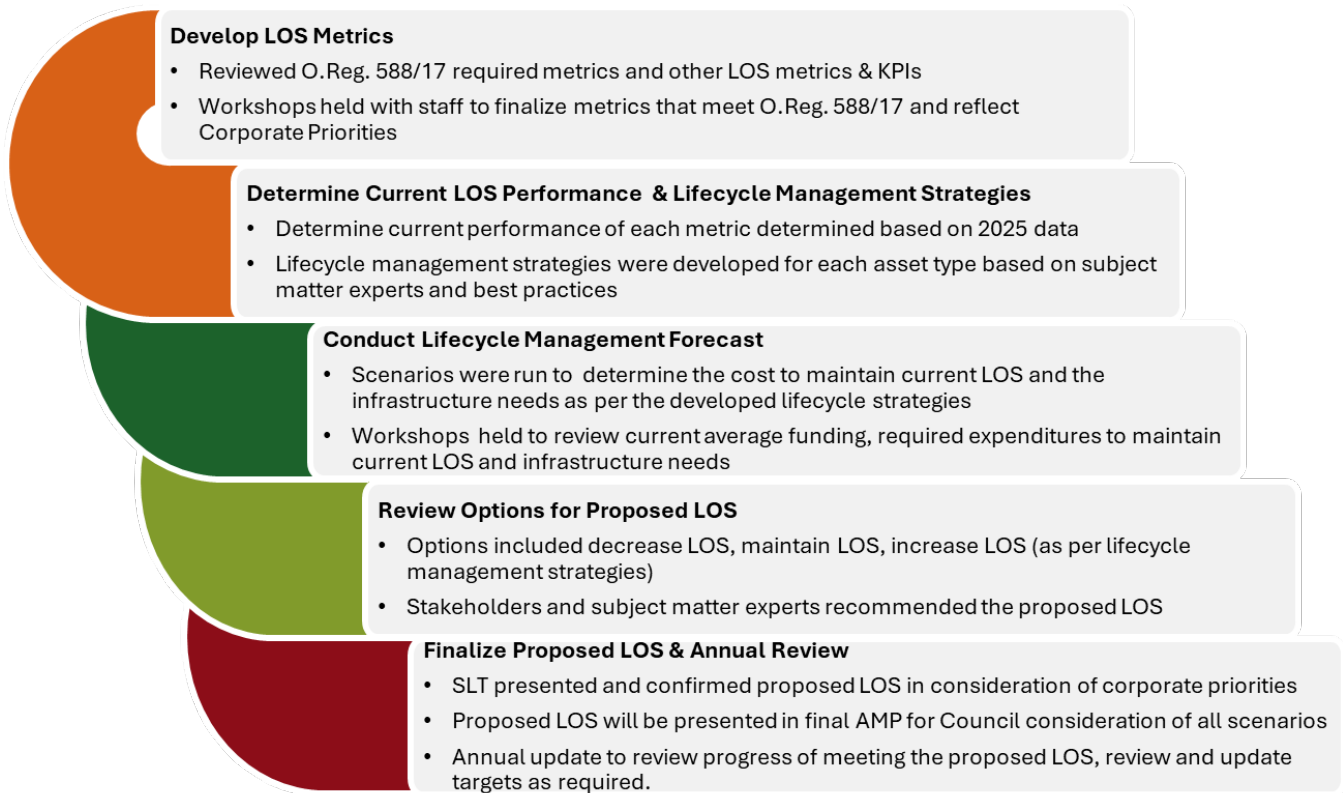 Develop LOS Metrics
• Reviewed O.Reg. 588/17 required metrics and other LOS metrics & KPIs
• Workshops held with staff to finalize metrics that meet O.Reg. 588/17 and reflect
Corporate Priorities
Determine Current LOS Performance & Lifecycle Management Strategies
• Determine current performance of each metric determined based on 2025 data
• Lifecycle management strategies were developed for each asset type based on subject
matter experts and best practices
Conduct Lifecycle Management Forecast
• Scenarios were run to determine the cost to maintain current LOS and the
infrastructure needs as per the developed lifecycle strategies
• Workshops held to review current average funding, required expenditures to maintain
current LOS and infrastructure needs
Review Options for Proposed LOS
• Options included decrease LOS, maintain LOS, increase LOS (as per lifecycle
management strategies)
• Stakeholders and subject matter experts recommended the proposed LOS
Finalize Proposed LOS & Annual Review
• SLT presented and confirmed proposed LOS in consideration of corporate priorities
• Proposed LOS will be presented in final AMP for Council consideration of all scenarios
• Annual update to review progress of meeting the proposed LOS, review and update
targets as required.